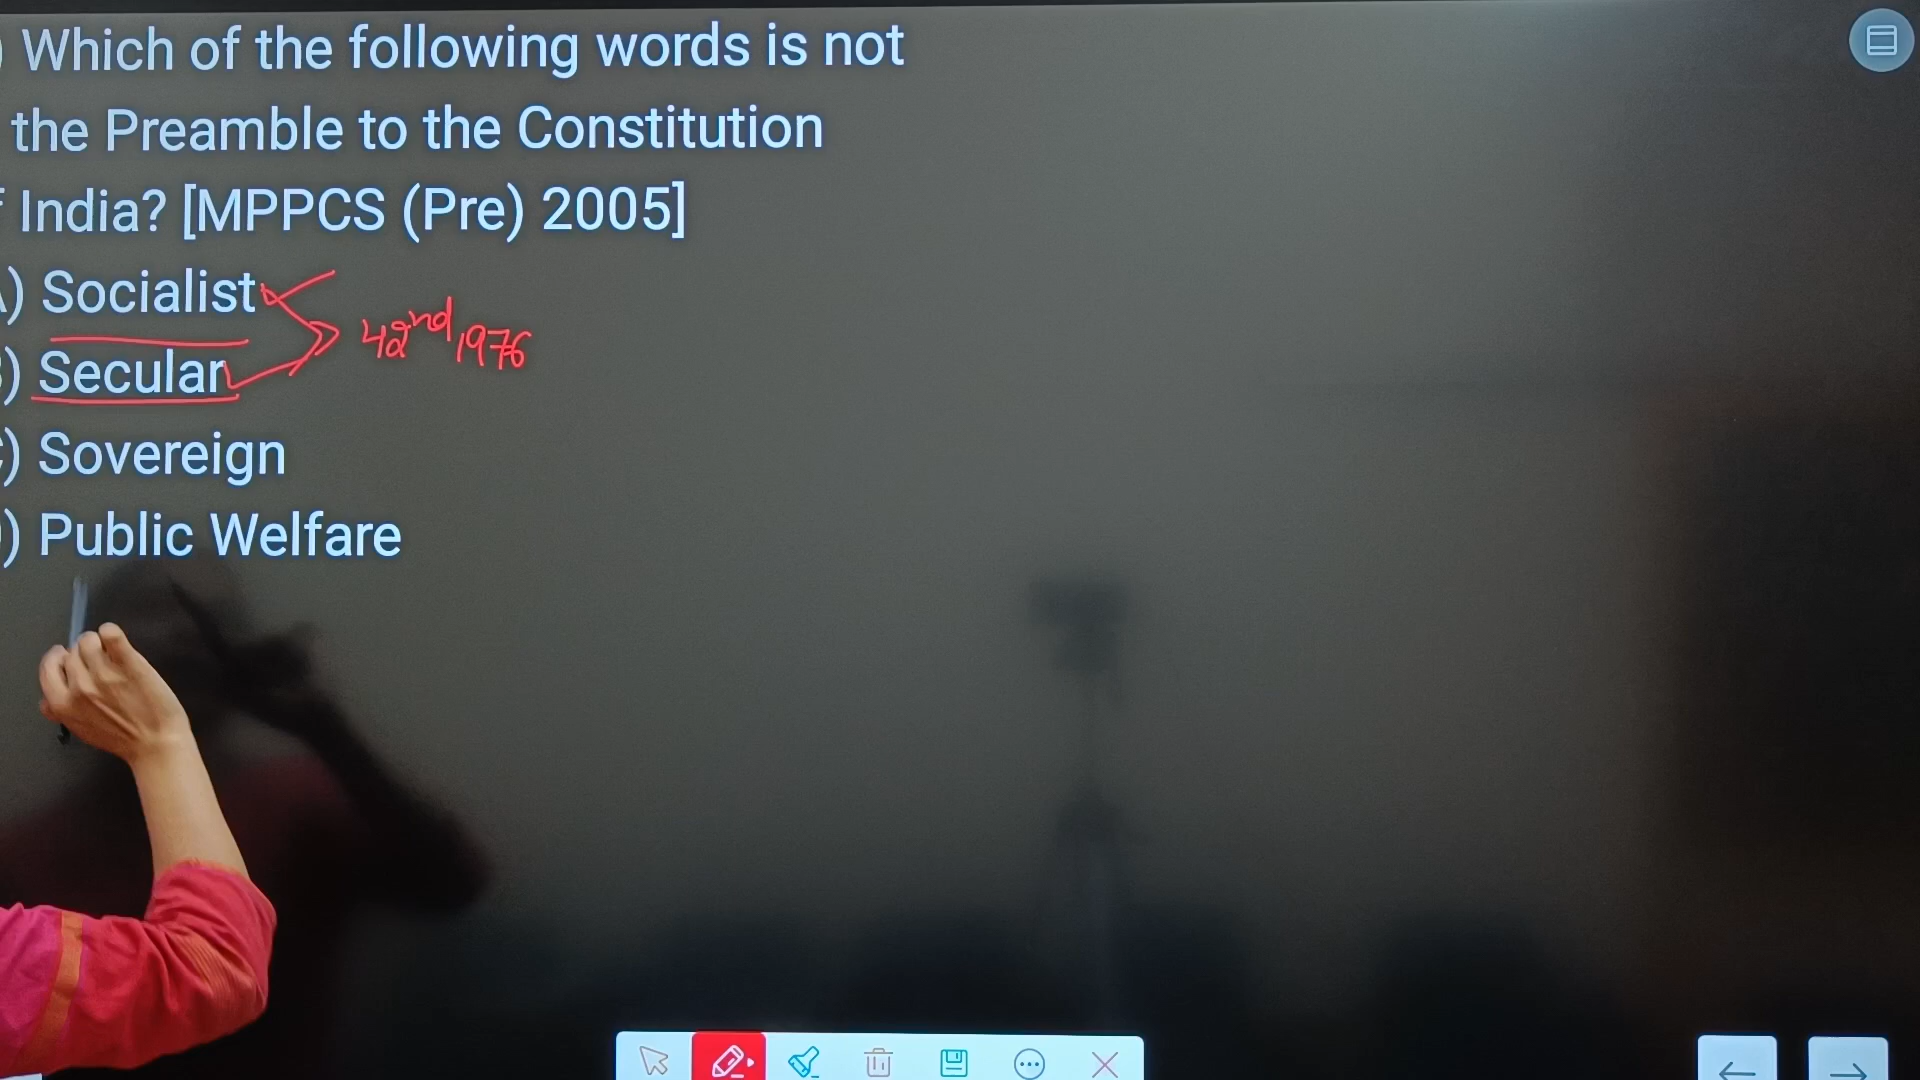 ) Which of the following words is not
the Preamble to the Constitution
f India? [MPPCS (Pre) 2005]
A) Socialist
B) Secular
42nd 1976
C) Sovereign
D) Public Welfare